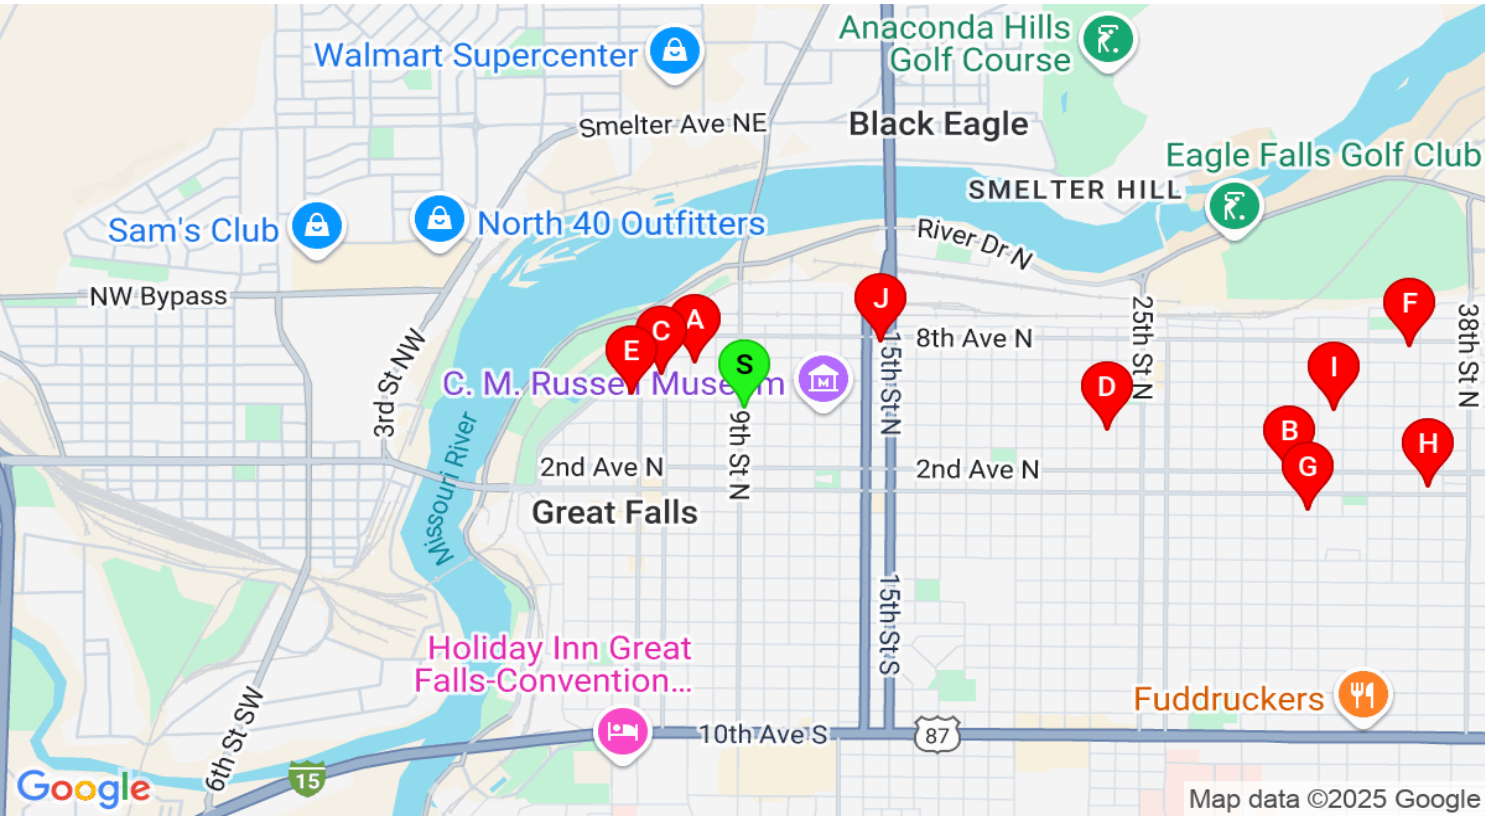 Anaconda Hills
Golf Course
Walmart Supercenter
Smelter Ave NE
Black Eagle
Eagle Falls Golf Club
SMELTER HILL
Sam's Club
North 40 Outfitters
River Dr N
NW Bypass
J
F
A
C
E
S
8th Ave N
25th St N
38th St N
3rd St NW
C. M. Russell Museum
15th St N
I
D
B
H
G
9th St N
2nd Ave N
2nd Ave N
Missouri River
Great Falls
15th St S
Holiday Inn Great
Falls-Convention...
Fuddruckers
6th St SW
10th Ave S
87
15
Google
Map data ©2025 Google